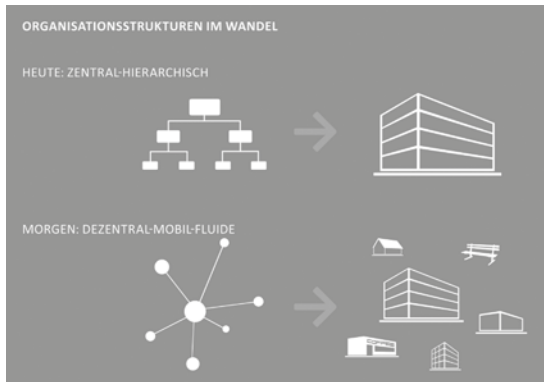 ORGANISATIONSSTRUKTUREN IM WANDEL
HEUTE: ZENTRAL-HIERARCHISCH
MORGEN: DEZENTRAL-MOBIL-FLUIDE